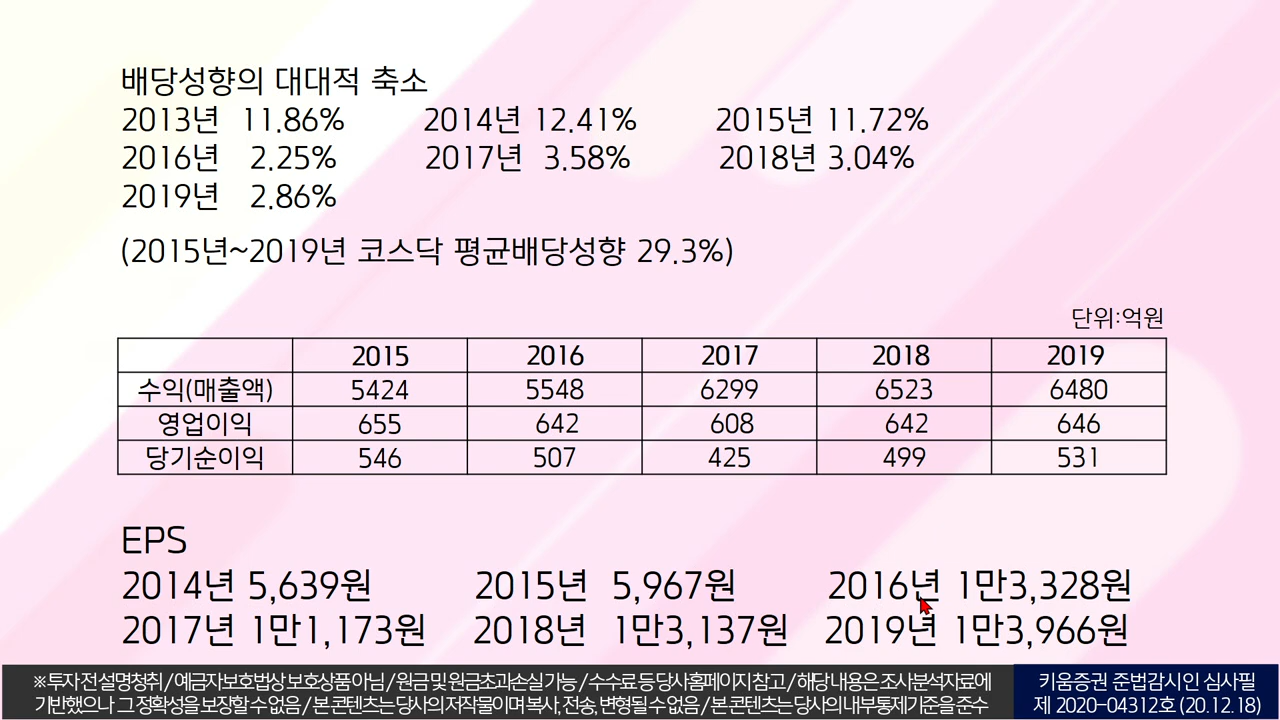 배당성향의 대대적 축소
2013년 11.86% 2014년 12.41% 2015년 11.72%
2016년 2.25% 2017년 3.58% 2018년 3.04%
2019년 2.86%
(2015년~2019년 코스닥 평균배당성향 29.3%)
단위:억원
2015 2016 2017 2018 2019
수익(매출액) 5424 5548 6299 6523 6480
영업이익 655 642 608 642 646
당기순이익 546 507 425 499 531
EPS
2014년 5,639원 2015년 5,967원 2016년 1만3,328원
2017년 1만1,173원 2018년 1만3,137원 2019년 1만3,966원
※투자 전 설명청취 / 예금자보호법상 보호상품 아님 / 원금 및 원금초과손실 가능 / 수수료 등 당사홈페이지 참고 / 해당 내용은 조사분석자료에
기반했으나 그 정확성을 보장할 수 없음 / 본 콘텐츠는 당사의 저작물이며 복사, 전송, 변형될 수 없음 / 본 콘텐츠는 당사의 내부통제기준을 준수
키움증권 준법감시인 심사필
제 2020-04312호 (20.12.18)